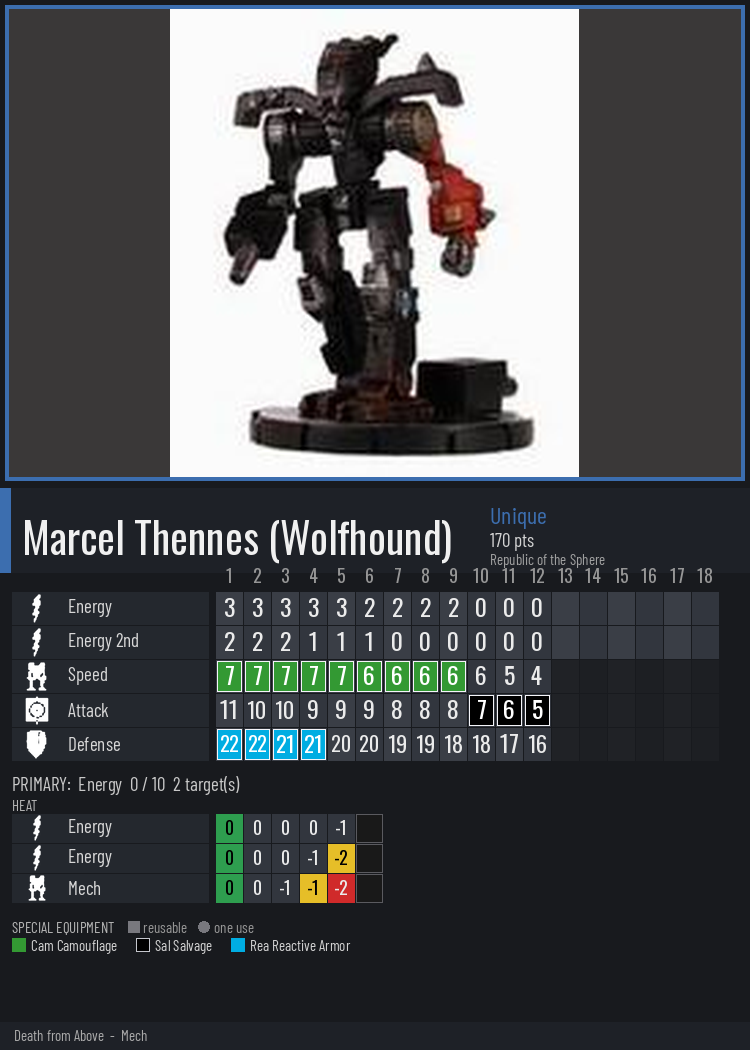 Marcel Thennes (Wolfhound)
Unique
170 pts
Republic of the Sphere
1 2 3 4 5 6 7 8 9 10 11 12 13 14 15 16 17 18
Energy 3 3 3 3 3 2 2 2 2 0 0 0
Energy 2nd 2 2 2 1 1 1 0 0 0 0 0 0
Speed 7 7 7 7 7 6 6 6 6 6 5 4
Attack 11 10 10 9 9 9 8 8 8 7 6 5
Defense 22 22 21 21 20 20 19 19 18 18 17 16
PRIMARY: Energy 0 / 10 2 target(s)
HEAT
Energy 0 0 0 0 -1
Energy 0 0 0 -1 -2
Mech 0 0 -1 -1 -2
SPECIAL EQUIPMENT reusable one use
Cam Camouflage Sal Salvage Rea Reactive Armor
Death from Above - Mech